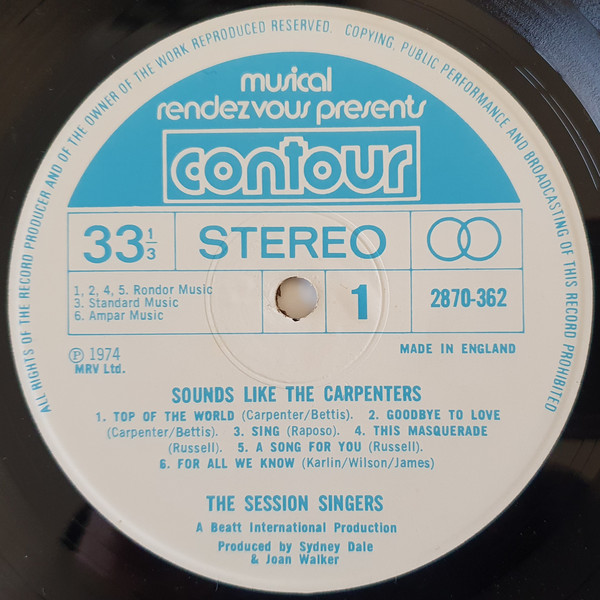 ALL RIGHTS OF THE RECORD PRODUCER AND OF THE OWNER OF THE WORK REPRODUCED RESERVED. COPYING, PUBLIC PERFORMANCE AND BROADCASTING OF THIS RECORD PROHIBITED
musical
rendezvous presents
contour
33 1/3 STEREO
1, 2, 4, 5. Rondor Music
3. Standard Music
6. Ampar Music
1
2870-362
℗ 1974
MRV Ltd.
MADE IN ENGLAND
SOUNDS LIKE THE CARPENTERS
1. TOP OF THE WORLD (Carpenter/Bettis). 2. GOODBYE TO LOVE
(Carpenter/Bettis). 3. SING (Raposo). 4. THIS MASQUERADE
(Russell). 5. A SONG FOR YOU (Russell).
6. FOR ALL WE KNOW (Karlin/Wilson/James)
THE SESSION SINGERS
A Beatt International Production
Produced by Sydney Dale
& Joan Walker